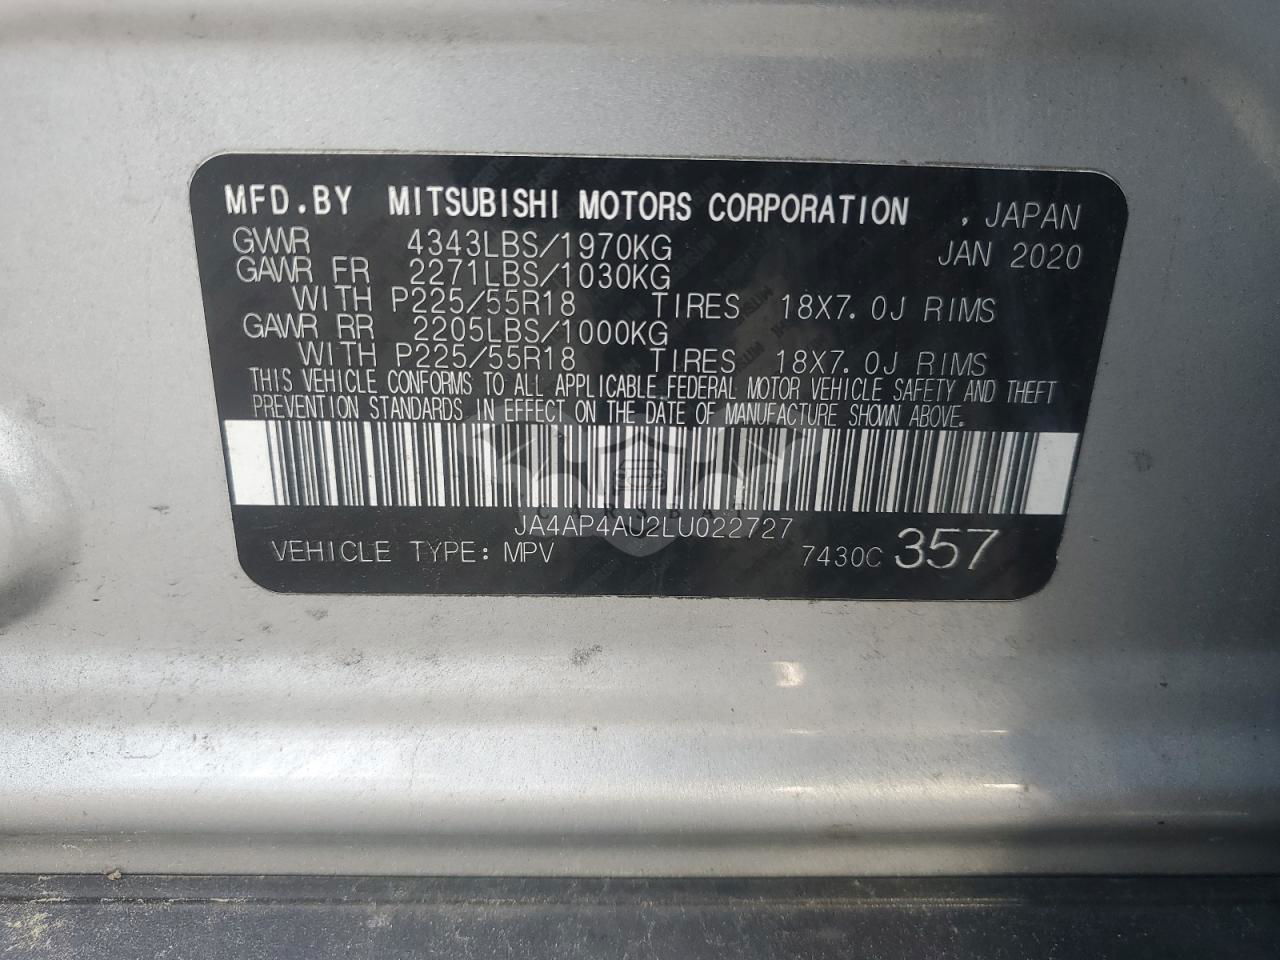 MFD.BY MITSUBISHI MOTORS CORPORATION , JAPAN
GVWR 4343LBS/1970KG JAN 2020
GAWR FR 2271LBS/1030KG
WITH P225/55R18 TIRES 18X7.0J RIMS
GAWR RR 2205LBS/1000KG
WITH P225/55R18 TIRES 18X7.0J RIMS
THIS VEHICLE CONFORMS TO ALL APPLICABLE FEDERAL MOTOR VEHICLE SAFETY AND THEFT
PREVENTION STANDARDS IN EFFECT ON THE DATE OF MANUFACTURE SHOWN ABOVE.
CARSBAT
JA4AP4AU2LU022727
VEHICLE TYPE: MPV 7430C 357